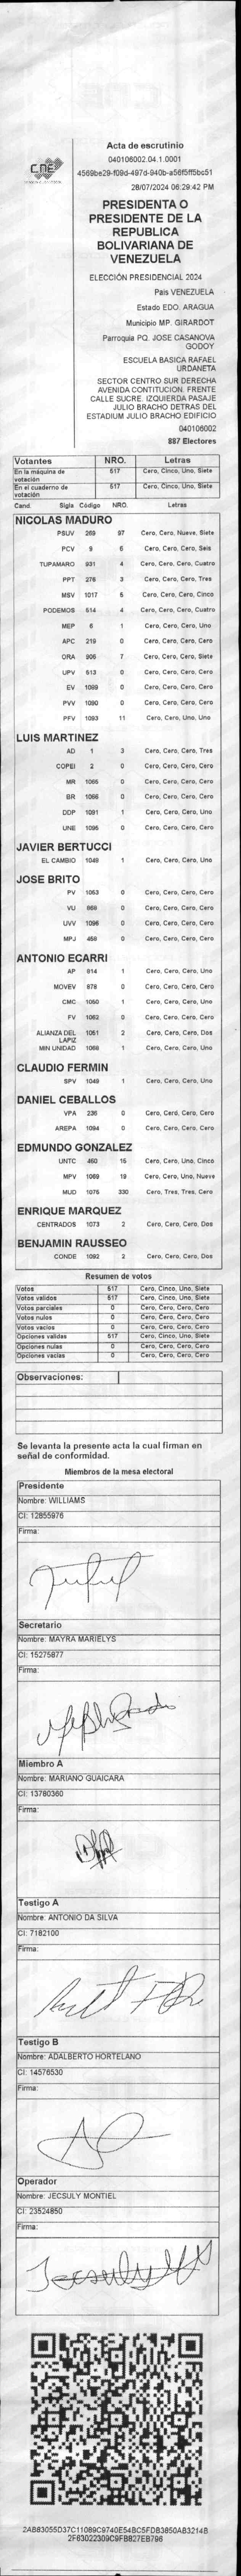 CNE
Acta de escrutinio
040106002.04.1.0001
28/07/2024 06:29:42 PM
PRESIDENTA O
PRESIDENTE DE LA
REPUBLICA
BOLIVARIANA DE
VENEZUELA
ELECCIÓN PRESIDENCIAL 2024
País VENEZUELA
Estado EDO. ARAGUA
Municipio MP. GIRARDOT
Parroquia PQ. JOSE CASANOVA
GODOY
ESCUELA BASICA RAFAEL
URDANETA
SECTOR CENTRO SUR DERECHA
AVENIDA CONTITUCION. FRENTE
CALLE SUCRE. IZQUIERDA PASAJE
JULIO BRACHO DETRAS DEL
ESTADIUM JULIO BRACHO EDIFICIO
040106002
887 Electores
Votantes NRO. Letras
En la máquina de votación 517 Cero, Cinco, Uno, Siete
En el cuaderno de votación 517 Cero, Cinco, Uno, Siete
Cand. Sigla Código NRO. Letras
NICOLAS MADURO
PSUV 269 97 Cero, Cero, Nueve, Siete
PCV 9 6 Cero, Cero, Cero, Seis
TUPAMARO 931 4 Cero, Cero, Cero, Cuatro
PPT 276 3 Cero, Cero, Cero, Tres
MSV 1017 5 Cero, Cero, Cero, Cinco
PODEMOS 514 4 Cero, Cero, Cero, Cuatro
MEP 6 1 Cero, Cero, Cero, Uno
APC 219 0 Cero, Cero, Cero, Cero
ORA 906 7 Cero, Cero, Cero, Siete
UPV 513 0 Cero, Cero, Cero, Cero
EV 1089 0 Cero, Cero, Cero, Cero
PVV 1090 0 Cero, Cero, Cero, Cero
PFV 1093 11 Cero, Cero, Uno, Uno
LUIS MARTINEZ
AD 1 3 Cero, Cero, Cero, Tres
COPEI 2 0 Cero, Cero, Cero, Cero
MR 1065 0 Cero, Cero, Cero, Cero
BR 1066 0 Cero, Cero, Cero, Cero
DDP 1091 1 Cero, Cero, Cero, Uno
UNE 1095 0 Cero, Cero, Cero, Cero
JAVIER BERTUCCI
EL CAMBIO 1049 1 Cero, Cero, Cero, Uno
JOSE BRITO
PV 1053 0 Cero, Cero, Cero, Cero
VU 868 0 Cero, Cero, Cero, Cero
UVV 1096 0 Cero, Cero, Cero, Cero
MPJ 459 0 Cero, Cero, Cero, Cero
ANTONIO ECARRI
AP 914 1 Cero, Cero, Cero, Uno
MOVEV 878 0 Cero, Cero, Cero, Cero
CMC 1050 1 Cero, Cero, Cero, Uno
FV 1062 0 Cero, Cero, Cero, Cero
ALIANZA DEL LAPIZ 1051 2 Cero, Cero, Cero, Dos
MIN UNIDAD 1068 1 Cero, Cero, Cero, Uno
CLAUDIO FERMIN
SPV 1049 1 Cero, Cero, Cero, Uno
DANIEL CEBALLOS
VPA 236 0 Cero, Cero, Cero, Cero
AREPA 1094 0 Cero, Cero, Cero, Cero
EDMUNDO GONZALEZ
UNTC 460 15 Cero, Cero, Uno, Cinco
MPV 1069 19 Cero, Cero, Uno, Nueve
MUD 1075 330 Cero, Tres, Tres, Cero
ENRIQUE MARQUEZ
CENTRADOS 1073 2 Cero, Cero, Cero, Dos
BENJAMIN RAUSSEO
CONDE 1092 2 Cero, Cero, Cero, Dos
Resumen de votos
Votos 517 Cero, Cinco, Uno, Siete
Votos validos 517 Cero, Cinco, Uno, Siete
Votos parciales 0 Cero, Cero, Cero, Cero
Votos nulos 0 Cero, Cero, Cero, Cero
Votos vacios 0 Cero, Cero, Cero, Cero
Opciones validas 517 Cero, Cinco, Uno, Siete
Opciones nulas 0 Cero, Cero, Cero, Cero
Opciones vacias 0 Cero, Cero, Cero, Cero
Observaciones:
Se levanta la presente acta la cual firman en
señal de conformidad.
Miembros de la mesa electoral
Presidente
Nombre: WILLIAMS
CI: 12855976
Firma:
Secretario
Nombre: MAYRA MARIELYS
CI: 15275877
Firma:
Miembro A
Nombre: MARIANO GUAICARA
CI: 13780360
Firma:
Testigo A
Nombre: ANTONIO DA SILVA
CI: 7182100
Firma:
Testigo B
Nombre: ADALBERTO HORTELANO
CI: 14576530
Firma:
Operador
Nombre: JECSULY MONTIEL
CI: 23524850
Firma:
2AB83055D37C11089C9740E54BC5FDB3850AB3214B
2F63022309C9FB827EB796